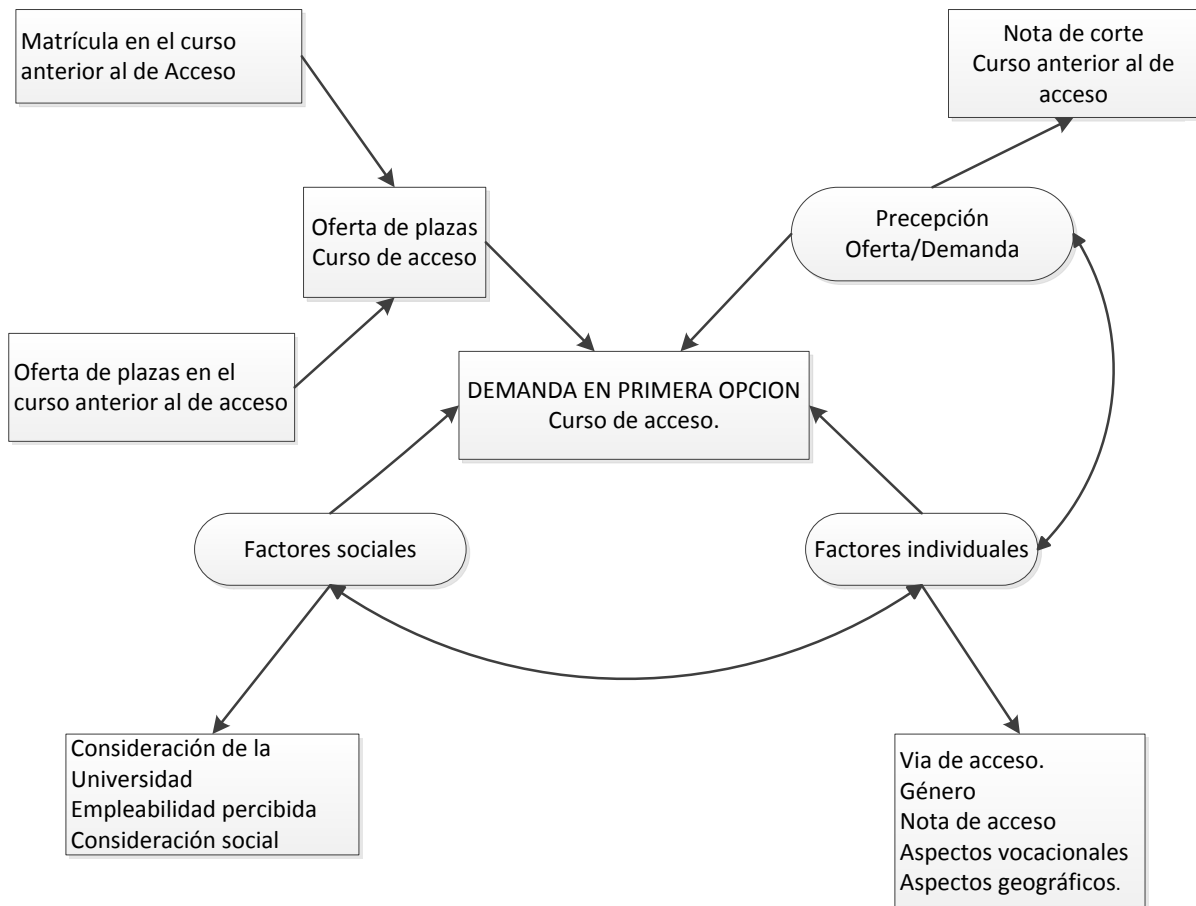 Matrícula en el curso
anterior al de Acceso
Nota de corte
Curso anterior al de
acceso
Oferta de plazas
Curso de acceso
Precepción
Oferta/Demanda
Oferta de plazas en el
curso anterior al de acceso
DEMANDA EN PRIMERA OPCION
Curso de acceso.
Factores sociales
Factores individuales
Consideración de la
Universidad
Empleabilidad percibida
Consideración social
Via de acceso.
Género
Nota de acceso
Aspectos vocacionales
Aspectos geográficos.